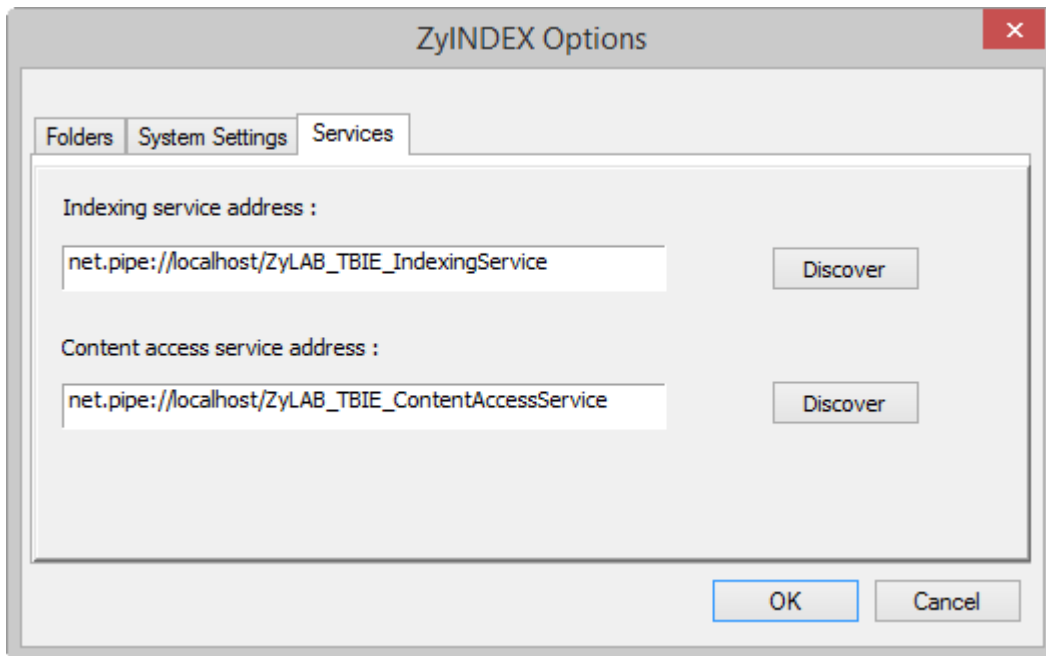 ZyINDEX Options
Folders System Settings Services
Indexing service address :
net.pipe://localhost/ZyLAB_TBIE_IndexingService Discover
Content access service address :
net.pipe://localhost/ZyLAB_TBIE_ContentAccessService Discover
OK Cancel